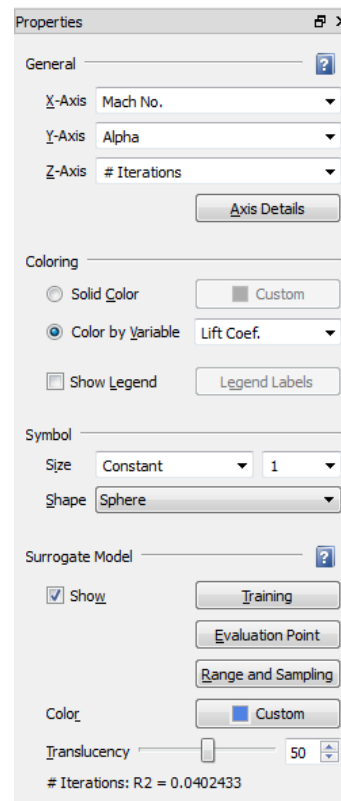 Properties
General
X-Axis Mach No.
Y-Axis Alpha
Z-Axis # Iterations
Axis Details
Coloring
Solid Color Custom
Color by Variable Lift Coef.
Show Legend Legend Labels
Symbol
Size Constant 1
Shape Sphere
Surrogate Model
Show Training
Evaluation Point
Range and Sampling
Color Custom
Translucency 50
# Iterations: R2 = 0.0402433